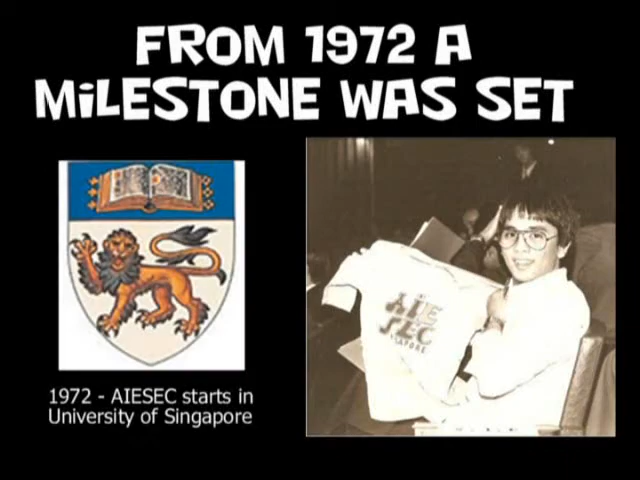 FROM 1972 A
MiLESTONE WAS SET
AIE
SEC
1972 - AIESEC starts in
University of Singapore